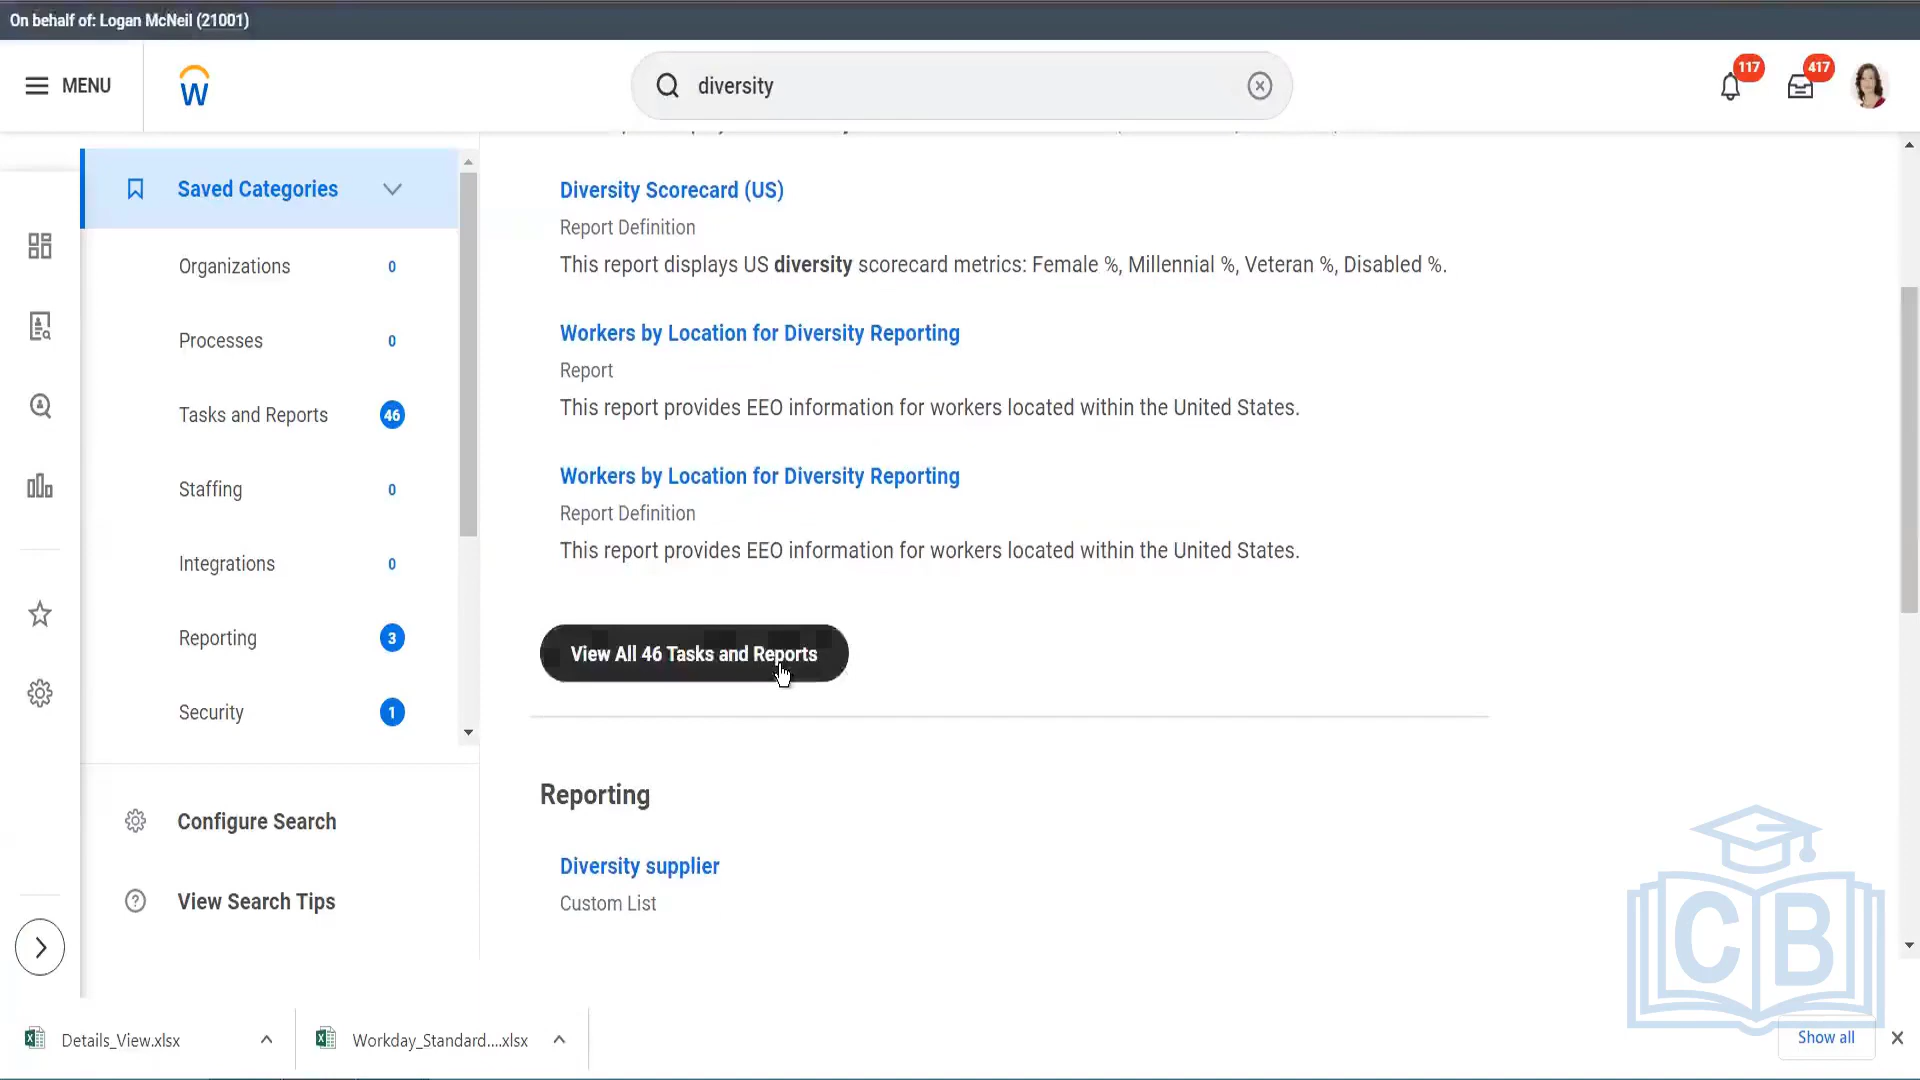 On behalf of: Logan McNeil (21001)
MENU
W
diversity
117
417
Saved Categories
Organizations 0
Processes 0
Tasks and Reports 46
Staffing 0
Integrations 0
Reporting 3
Security 1
Configure Search
View Search Tips
Diversity Scorecard (US)
Report Definition
This report displays US diversity scorecard metrics: Female %, Millennial %, Veteran %, Disabled %.
Workers by Location for Diversity Reporting
Report
This report provides EEO information for workers located within the United States.
Workers by Location for Diversity Reporting
Report Definition
This report provides EEO information for workers located within the United States.
View All 46 Tasks and Reports
Reporting
Diversity supplier
Custom List
CB
Details_View.xlsx
Workday_Standard....xlsx
Show all